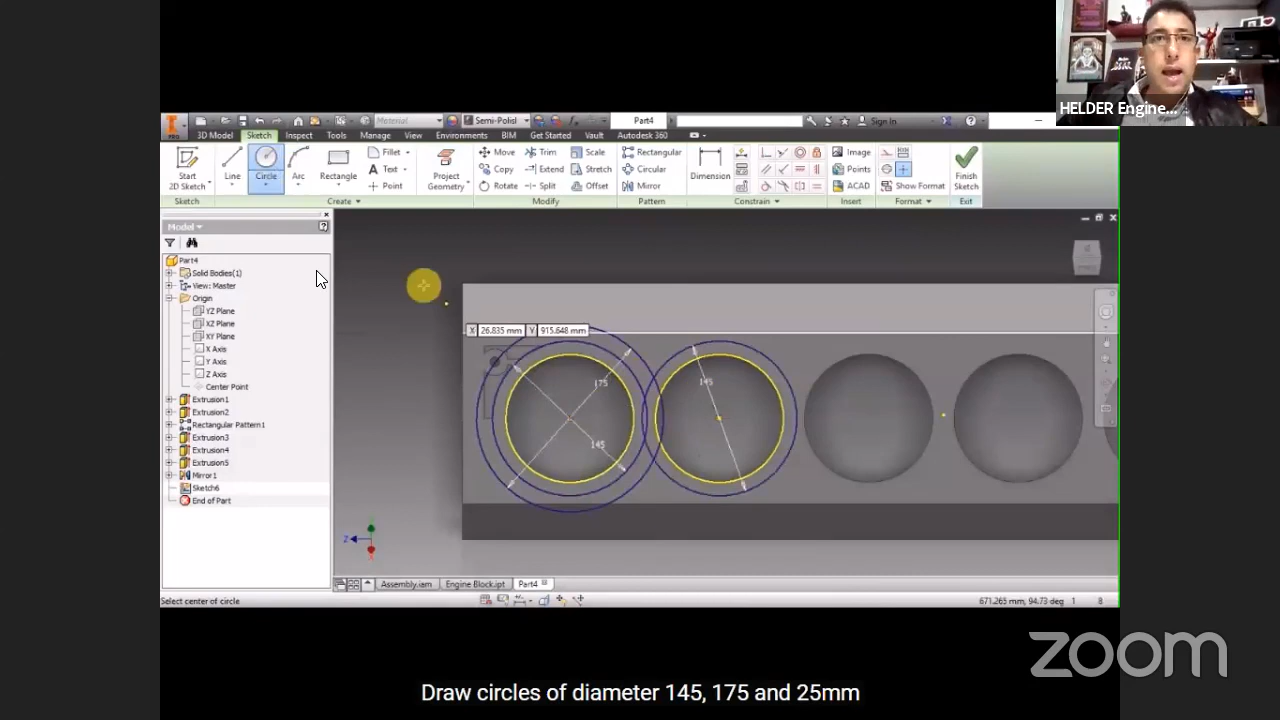 HELDER Engine...
PRO
Material
Semi-Polisl
Part4
Sign In
3D Model Sketch Inspect Tools Manage View Environments BIM Get Started Vault Autodesk 360
Start
2D Sketch
Line
Circle
Arc
Rectangle
Fillet
Text
Point
Project
Geometry
Move
Copy
Rotate
Trim
Extend
Split
Scale
Stretch
Offset
Rectangular
Circular
Mirror
Dimension
Image
Points
ACAD
Show Format
Finish
Sketch
Sketch Create Modify Pattern Constrain Insert Format Exit
Model
Part4
Solid Bodies(1)
View: Master
Origin
YZ Plane
XZ Plane
XY Plane
X Axis
Y Axis
Z Axis
Center Point
Extrusion1
Extrusion2
Rectangular Pattern1
Extrusion3
Extrusion4
Extrusion5
Mirror1
Sketch6
End of Part
X 26.835 mm Y 915.648 mm
175
145
145
Z
Assembly.iam Engine Block.ipt Part4
Select center of circle
671.265 mm, 94.73 deg 1 8
zoom
Draw circles of diameter 145, 175 and 25mm